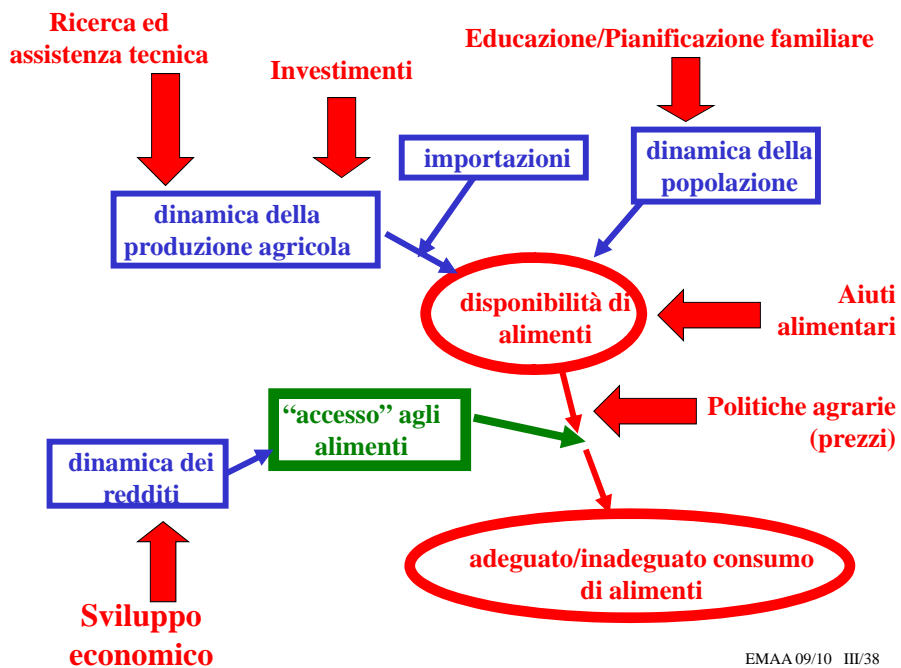 Ricerca ed
assistenza tecnica
Investimenti
Educazione/Pianificazione familiare
importazioni
dinamica della
popolazione
dinamica della
produzione agricola
disponibilità di
alimenti
Aiuti
alimentari
“accesso” agli
alimenti
Politiche agrarie
(prezzi)
dinamica dei
redditi
adeguato/inadeguato consumo
di alimenti
Sviluppo
economico
EMAA 09/10 III/38